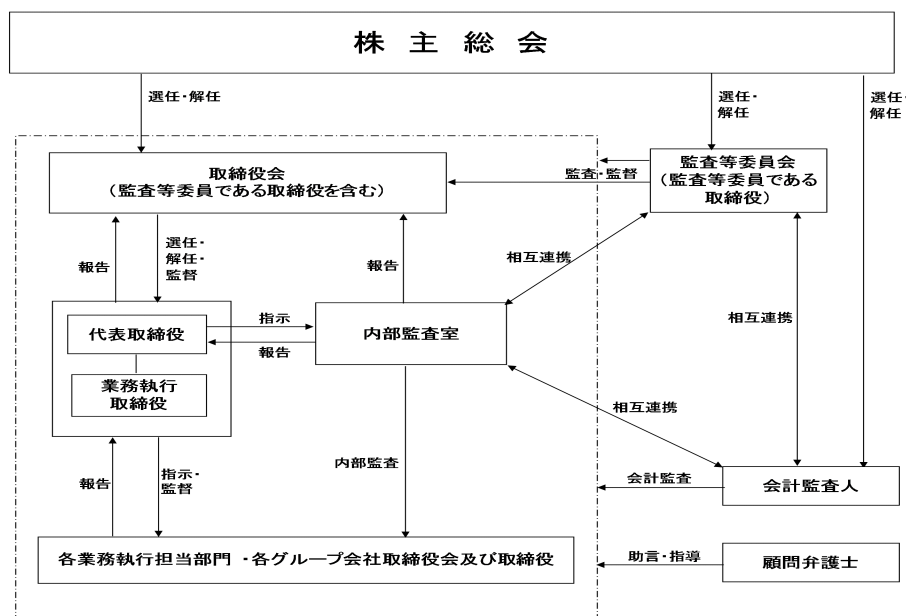 株主総会
選任・解任
選任・
解任
選任・
解任
取締役会
(監査等委員である取締役を含む)
監査・監督
監査等委員会
(監査等委員である
取締役)
報告
選任・
解任・
監督
報告
相互連携
代表取締役
指示
報告
内部監査室
相互連携
業務執行
取締役
相互連携
報告
指示・
監督
内部監査
会計監査
会計監査人
各業務執行担当部門・各グループ会社取締役会及び取締役
助言・指導
顧問弁護士